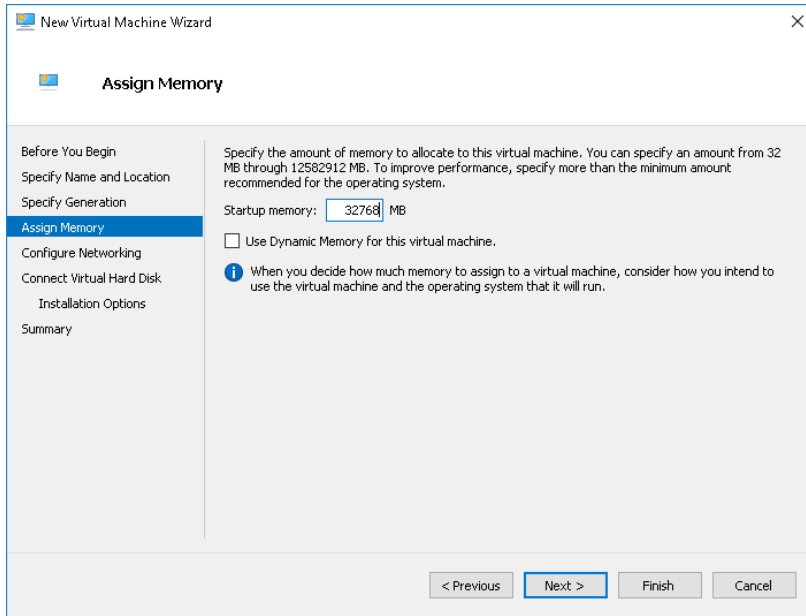 New Virtual Machine Wizard
Assign Memory
Before You Begin
Specify Name and Location
Specify Generation
Assign Memory
Configure Networking
Connect Virtual Hard Disk
Installation Options
Summary
Specify the amount of memory to allocate to this virtual machine. You can specify an amount from 32
MB through 12582912 MB. To improve performance, specify more than the minimum amount
recommended for the operating system.
Startup memory: 32768 MB
Use Dynamic Memory for this virtual machine.
When you decide how much memory to assign to a virtual machine, consider how you intend to
use the virtual machine and the operating system that it will run.
< Previous Next > Finish Cancel